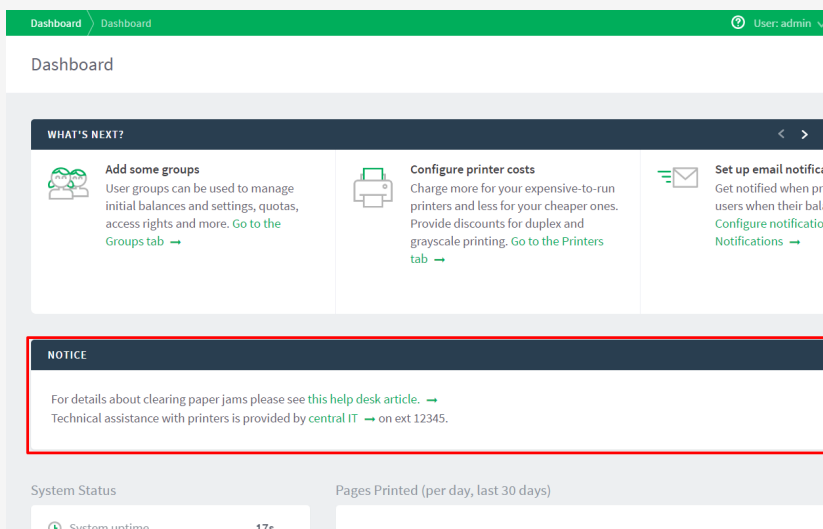 Dashboard Dashboard User: admin
Dashboard
WHAT'S NEXT?
Add some groups
User groups can be used to manage
initial balances and settings, quotas,
access rights and more. Go to the
Groups tab →
Configure printer costs
Charge more for your expensive-to-run
printers and less for your cheaper ones.
Provide discounts for duplex and
grayscale printing. Go to the Printers
tab →
Set up email
Get notified when
users when their
Configure
Notifications →
NOTICE
For details about clearing paper jams please see this help desk article. →
Technical assistance with printers is provided by central IT → on ext 12345.
System Status
Pages Printed (per day, last 30 days)
System uptime 17s